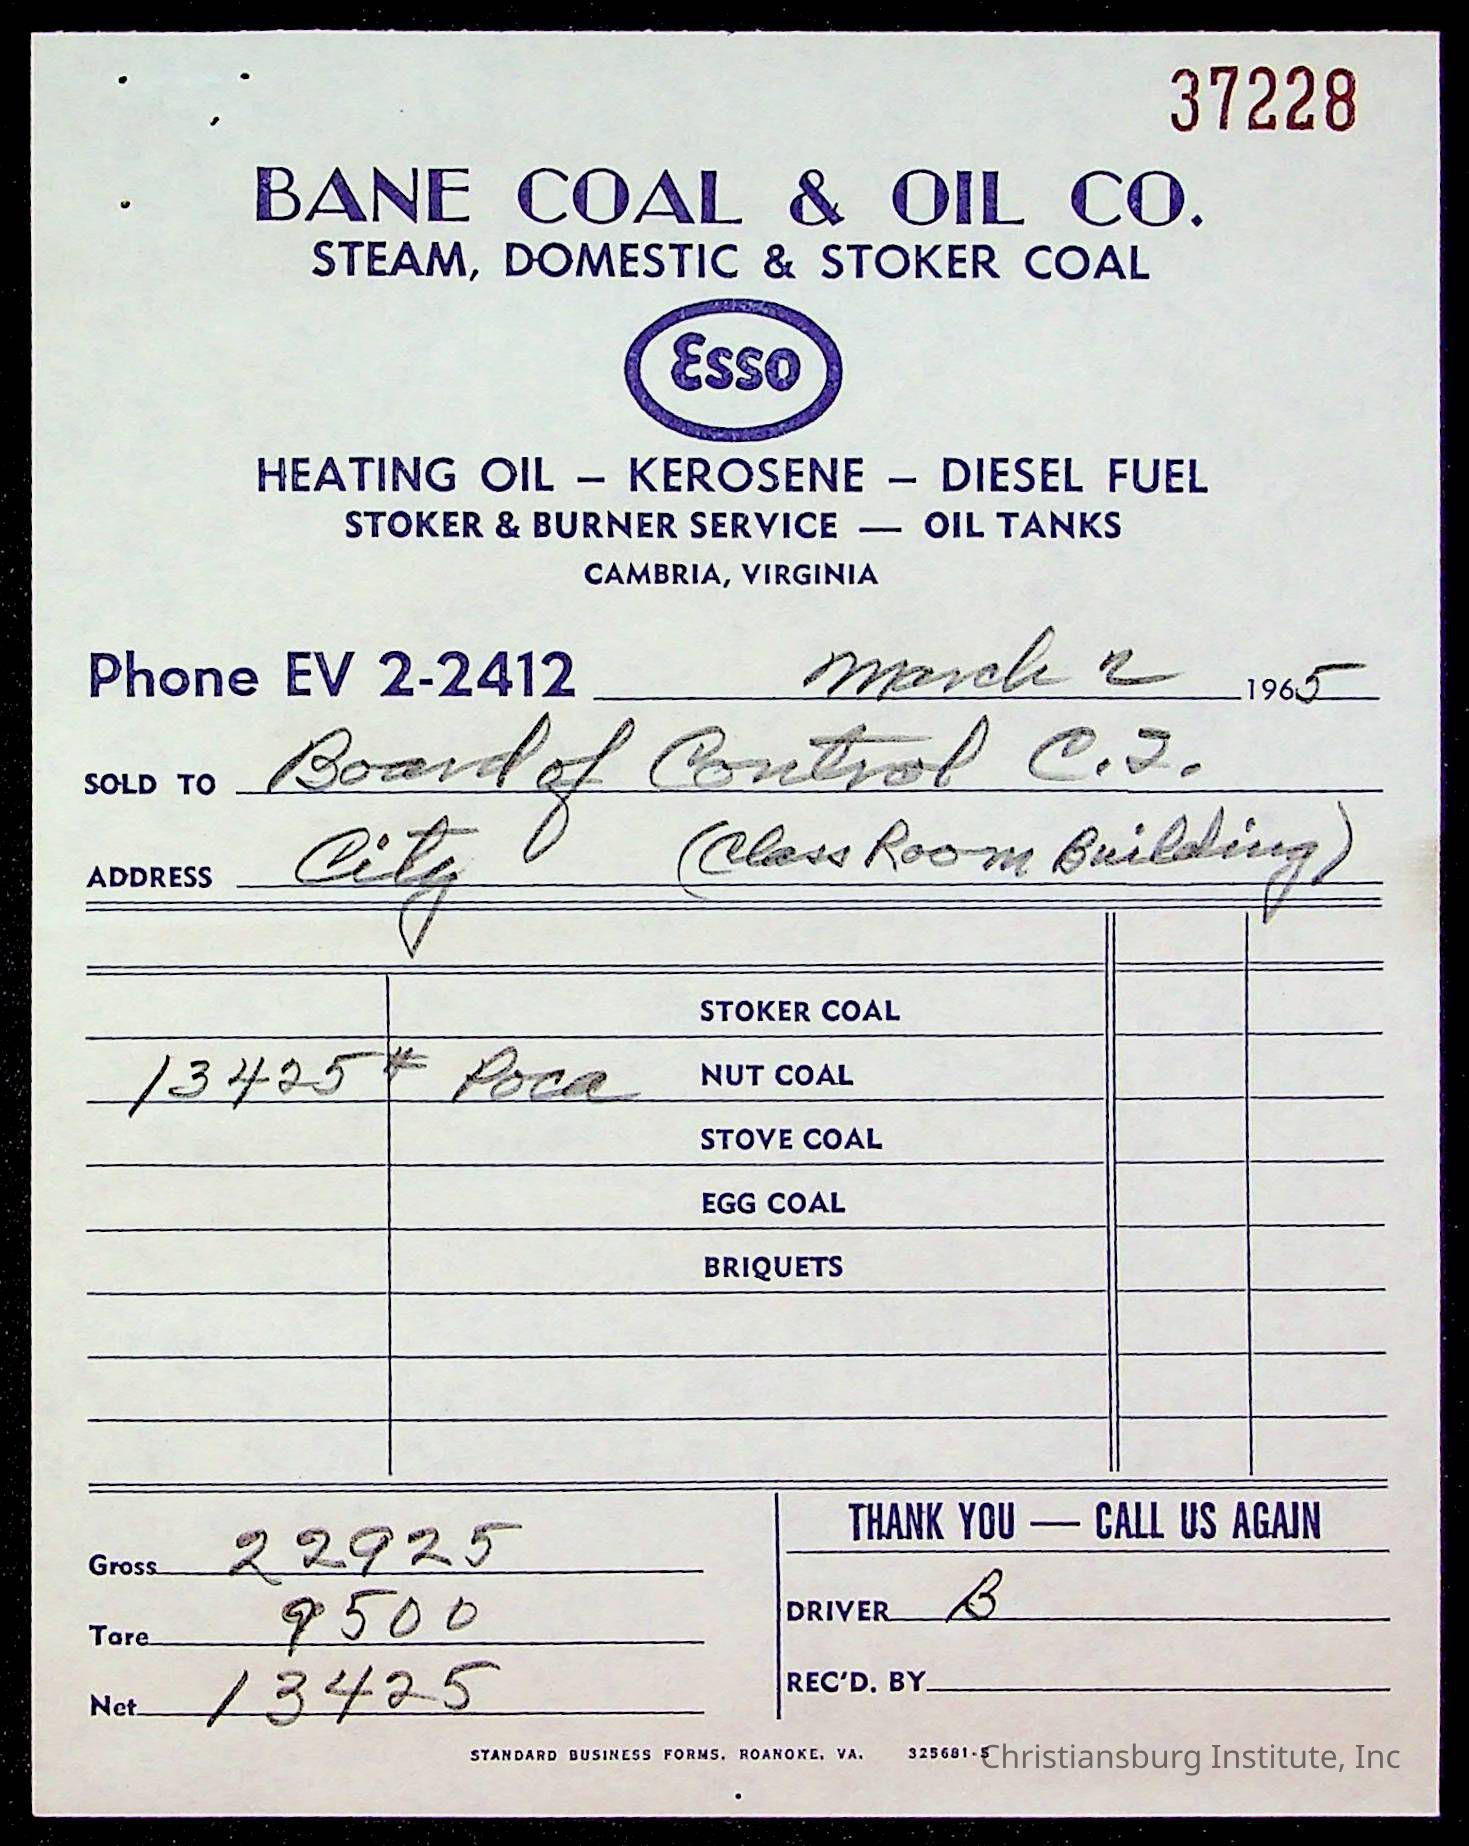 37228
BANE COAL & OIL CO.
STEAM, DOMESTIC & STOKER COAL
Esso
HEATING OIL – KEROSENE – DIESEL FUEL
STOKER & BURNER SERVICE — OIL TANKS
CAMBRIA, VIRGINIA
Phone EV 2-2412 March 2 1965
SOLD TO Board of Control C.I.
ADDRESS City (Class Room Building)
STOKER COAL
13425# Poca NUT COAL
STOVE COAL
EGG COAL
BRIQUETS
Gross 22925
Tare 9500
Net 13425
THANK YOU — CALL US AGAIN
DRIVER B
REC'D. BY
STANDARD BUSINESS FORMS, ROANOKE, VA. 325681-5
Christiansburg Institute, Inc